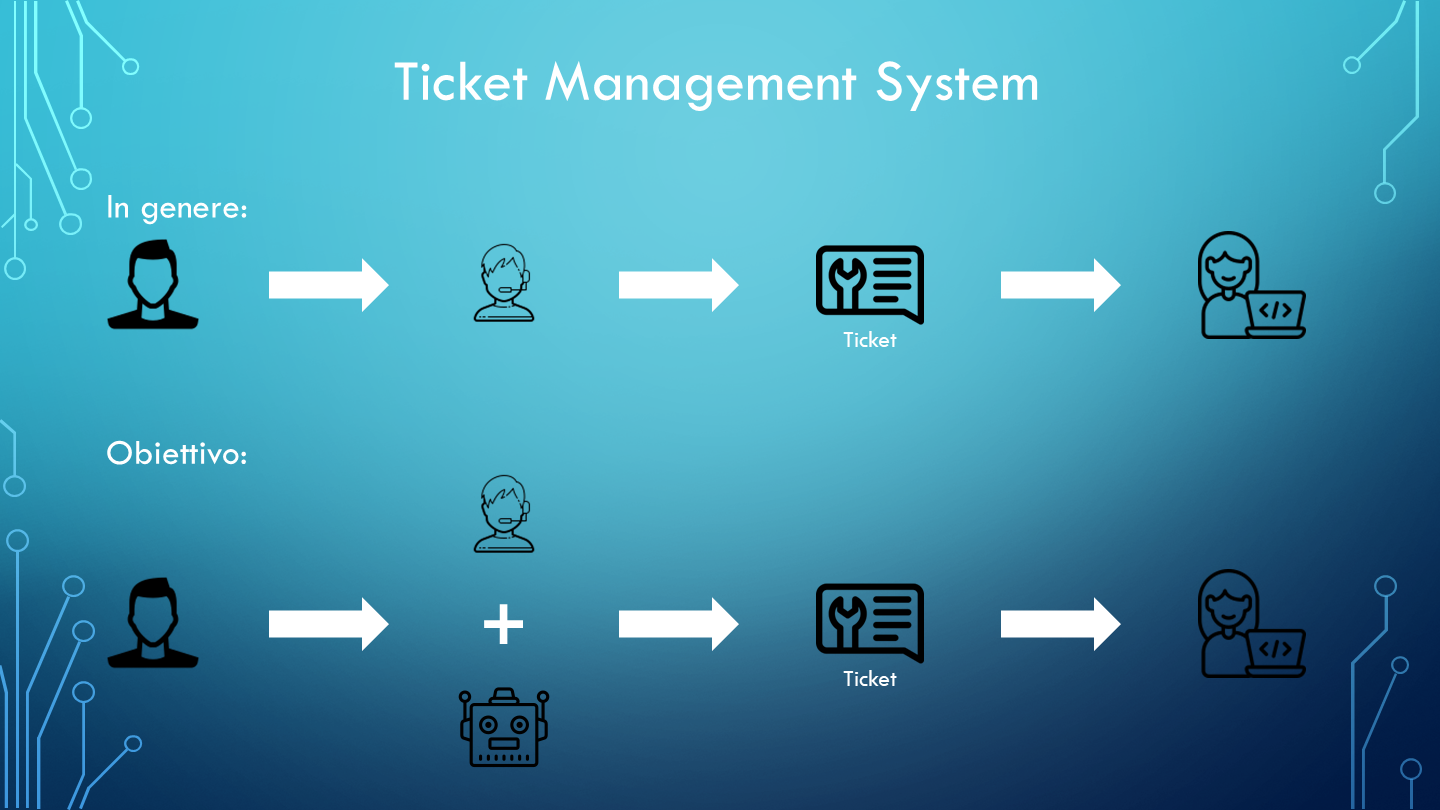 Ticket Management System
In genere:
Ticket
Obiettivo:
+
Ticket